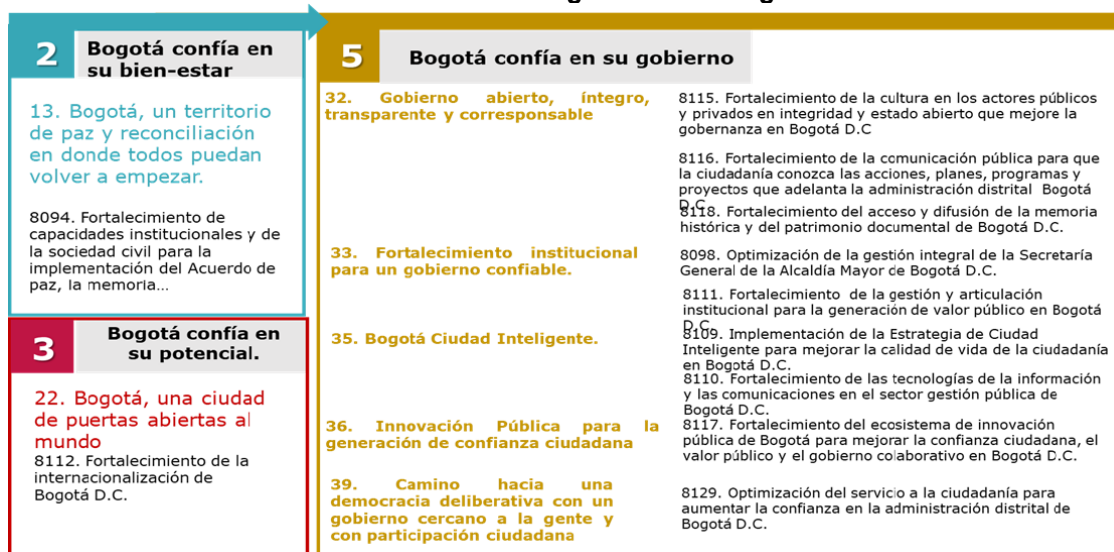 2
Bogotá confía en
su bien-estar
13. Bogotá, un territorio
de paz y reconciliación
en donde todos puedan
volver a empezar.
8094. Fortalecimiento de
capacidades institucionales y de
la sociedad civil para la
implementación del Acuerdo de
paz, la memoria...
3
Bogotá confía en
su potencial.
22. Bogotá, una ciudad
de puertas abiertas al
mundo
8112. Fortalecimiento de la
internacionalización de
Bogotá D.C.
5
Bogotá confía en su gobierno
32. Gobierno abierto, íntegro,
transparente y corresponsable
8115. Fortalecimiento de la cultura en los actores públicos
y privados en integridad y estado abierto que mejore la
gobernanza en Bogotá D.C
8116. Fortalecimiento de la comunicación pública para que
la ciudadanía conozca las acciones, planes, programas y
proyectos que adelanta la administración distrital Bogotá
D.C.
8118. Fortalecimiento del acceso y difusión de la memoria
histórica y del patrimonio documental de Bogotá D.C.
33. Fortalecimiento institucional
para un gobierno confiable.
8098. Optimización de la gestión integral de la Secretaría
General de la Alcaldía Mayor de Bogotá D.C.
8111. Fortalecimiento de la gestión y articulación
institucional para la generación de valor público en Bogotá
D.C.
35. Bogotá Ciudad Inteligente.
8109. Implementación de la Estrategia de Ciudad
Inteligente para mejorar la calidad de vida de la ciudadanía
en Bogotá D.C.
8110. Fortalecimiento de las tecnologías de la información
y las comunicaciones en el sector gestión pública de
Bogotá D.C.
36. Innovación Pública para la
generación de confianza ciudadana
8117. Fortalecimiento del ecosistema de innovación
pública de Bogotá para mejorar la confianza ciudadana, el
valor público y el gobierno colaborativo en Bogotá D.C.
39. Camino hacia una
democracia deliberativa con un
gobierno cercano a la gente y
con participación ciudadana
8129. Optimización del servicio a la ciudadanía para
aumentar la confianza en la administración distrital de
Bogotá D.C.